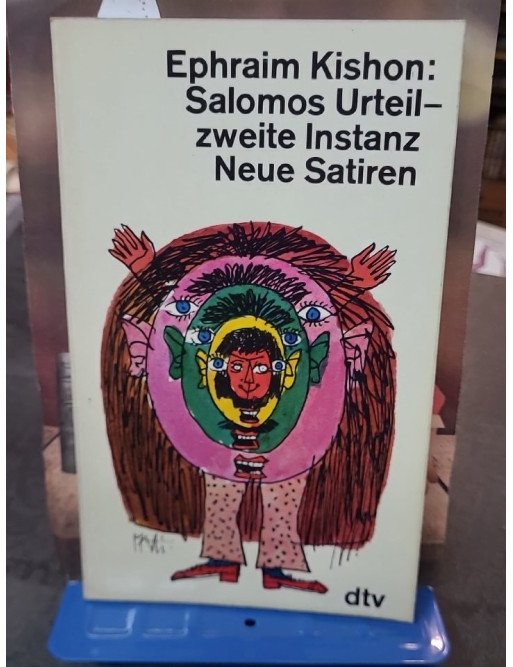 Ephraim Kishon:
Salomos Urteil–
zweite Instanz
Neue Satiren
dtv